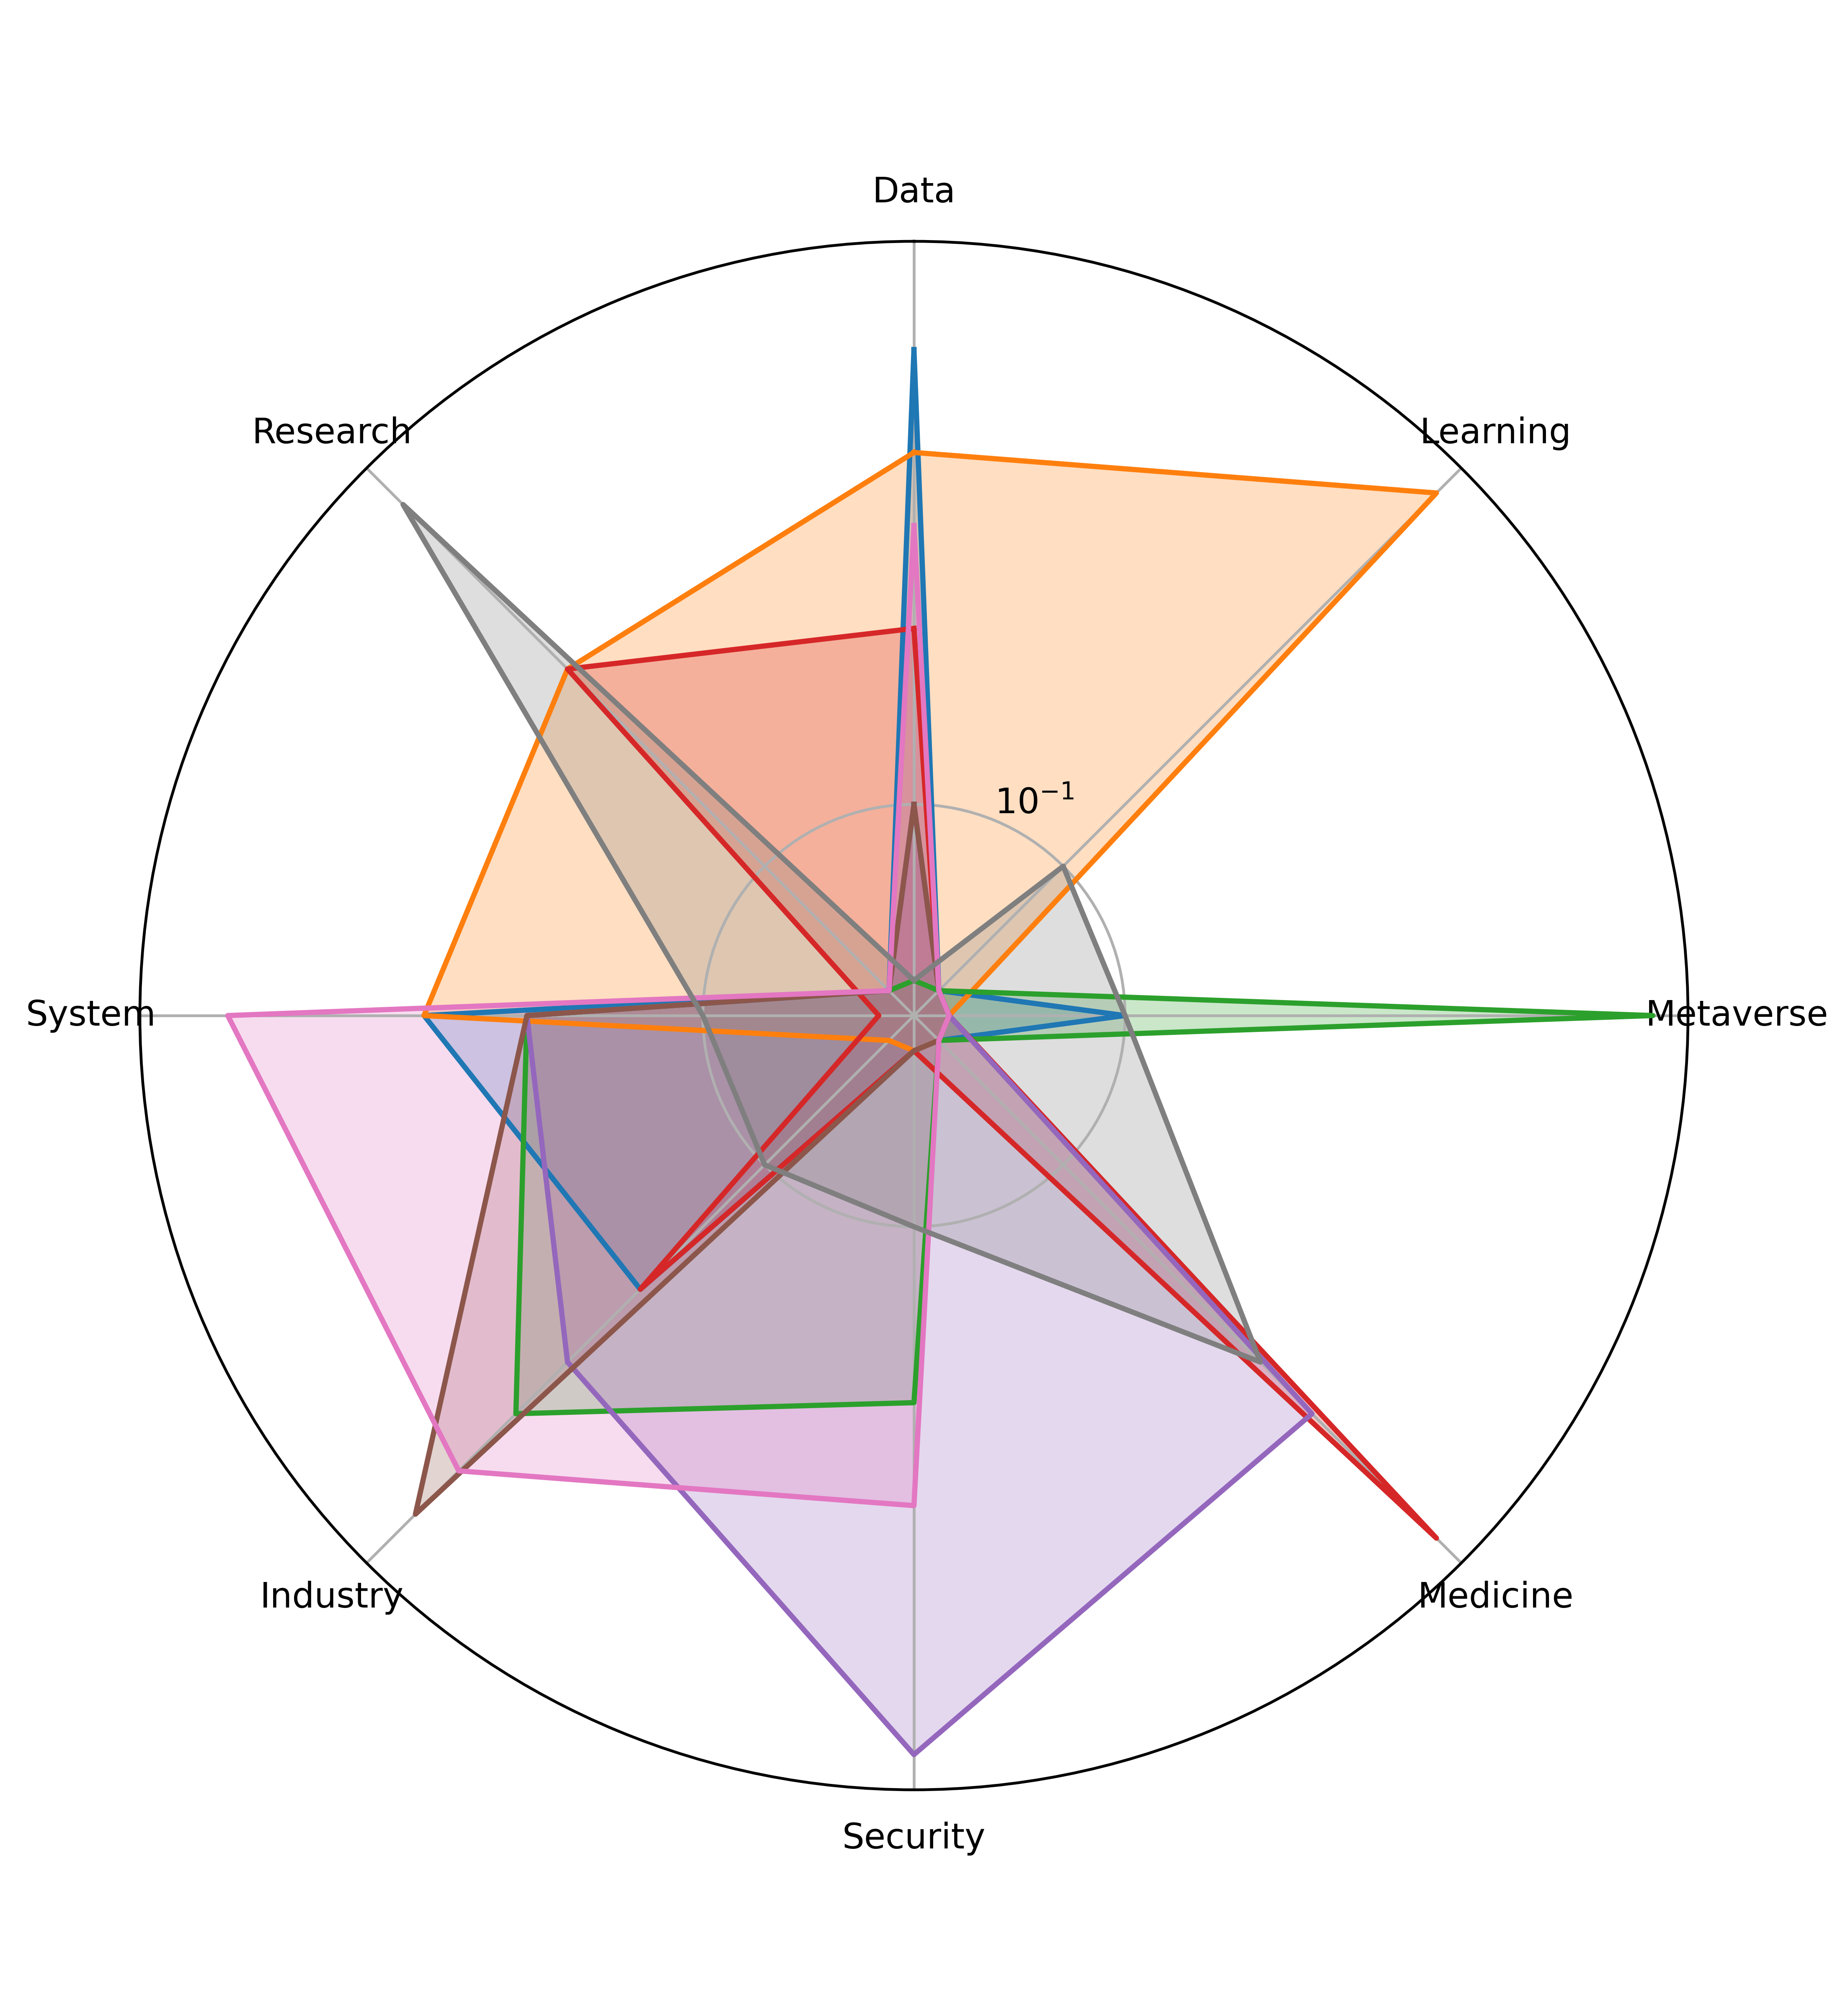 Data
Research
Learning
10⁻¹
System
Metaverse
Industry
Medicine
Security